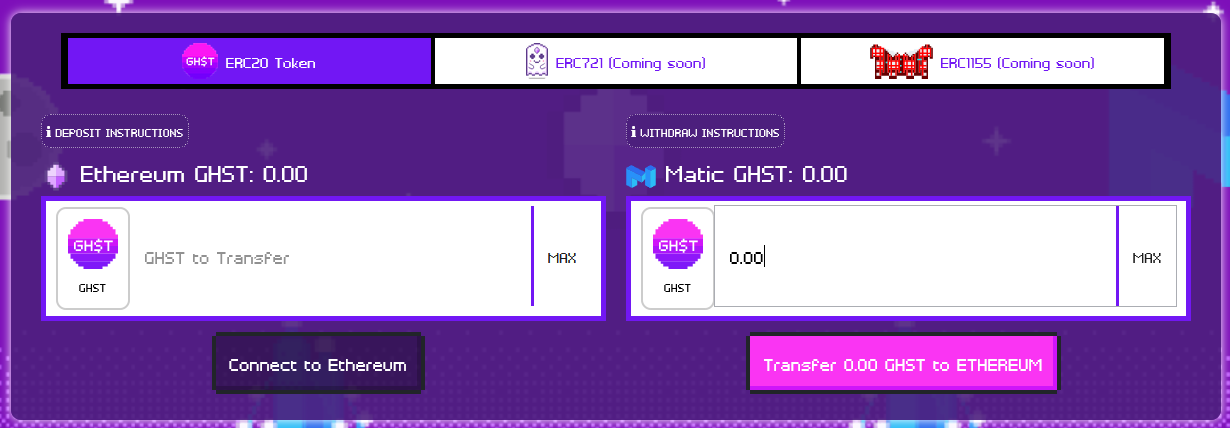 GH$T ERC20 Token
ERC721 (Coming soon)
ERC1155 (Coming soon)
i DEPOSIT INSTRUCTIONS
Ethereum GHST: 0.00
GH$T
GHST
GHST to Transfer
MAX
Connect to Ethereum
i WITHDRAW INSTRUCTIONS
Matic GHST: 0.00
GH$T
GHST
0.00
MAX
Transfer 0.00 GHST to ETHEREUM